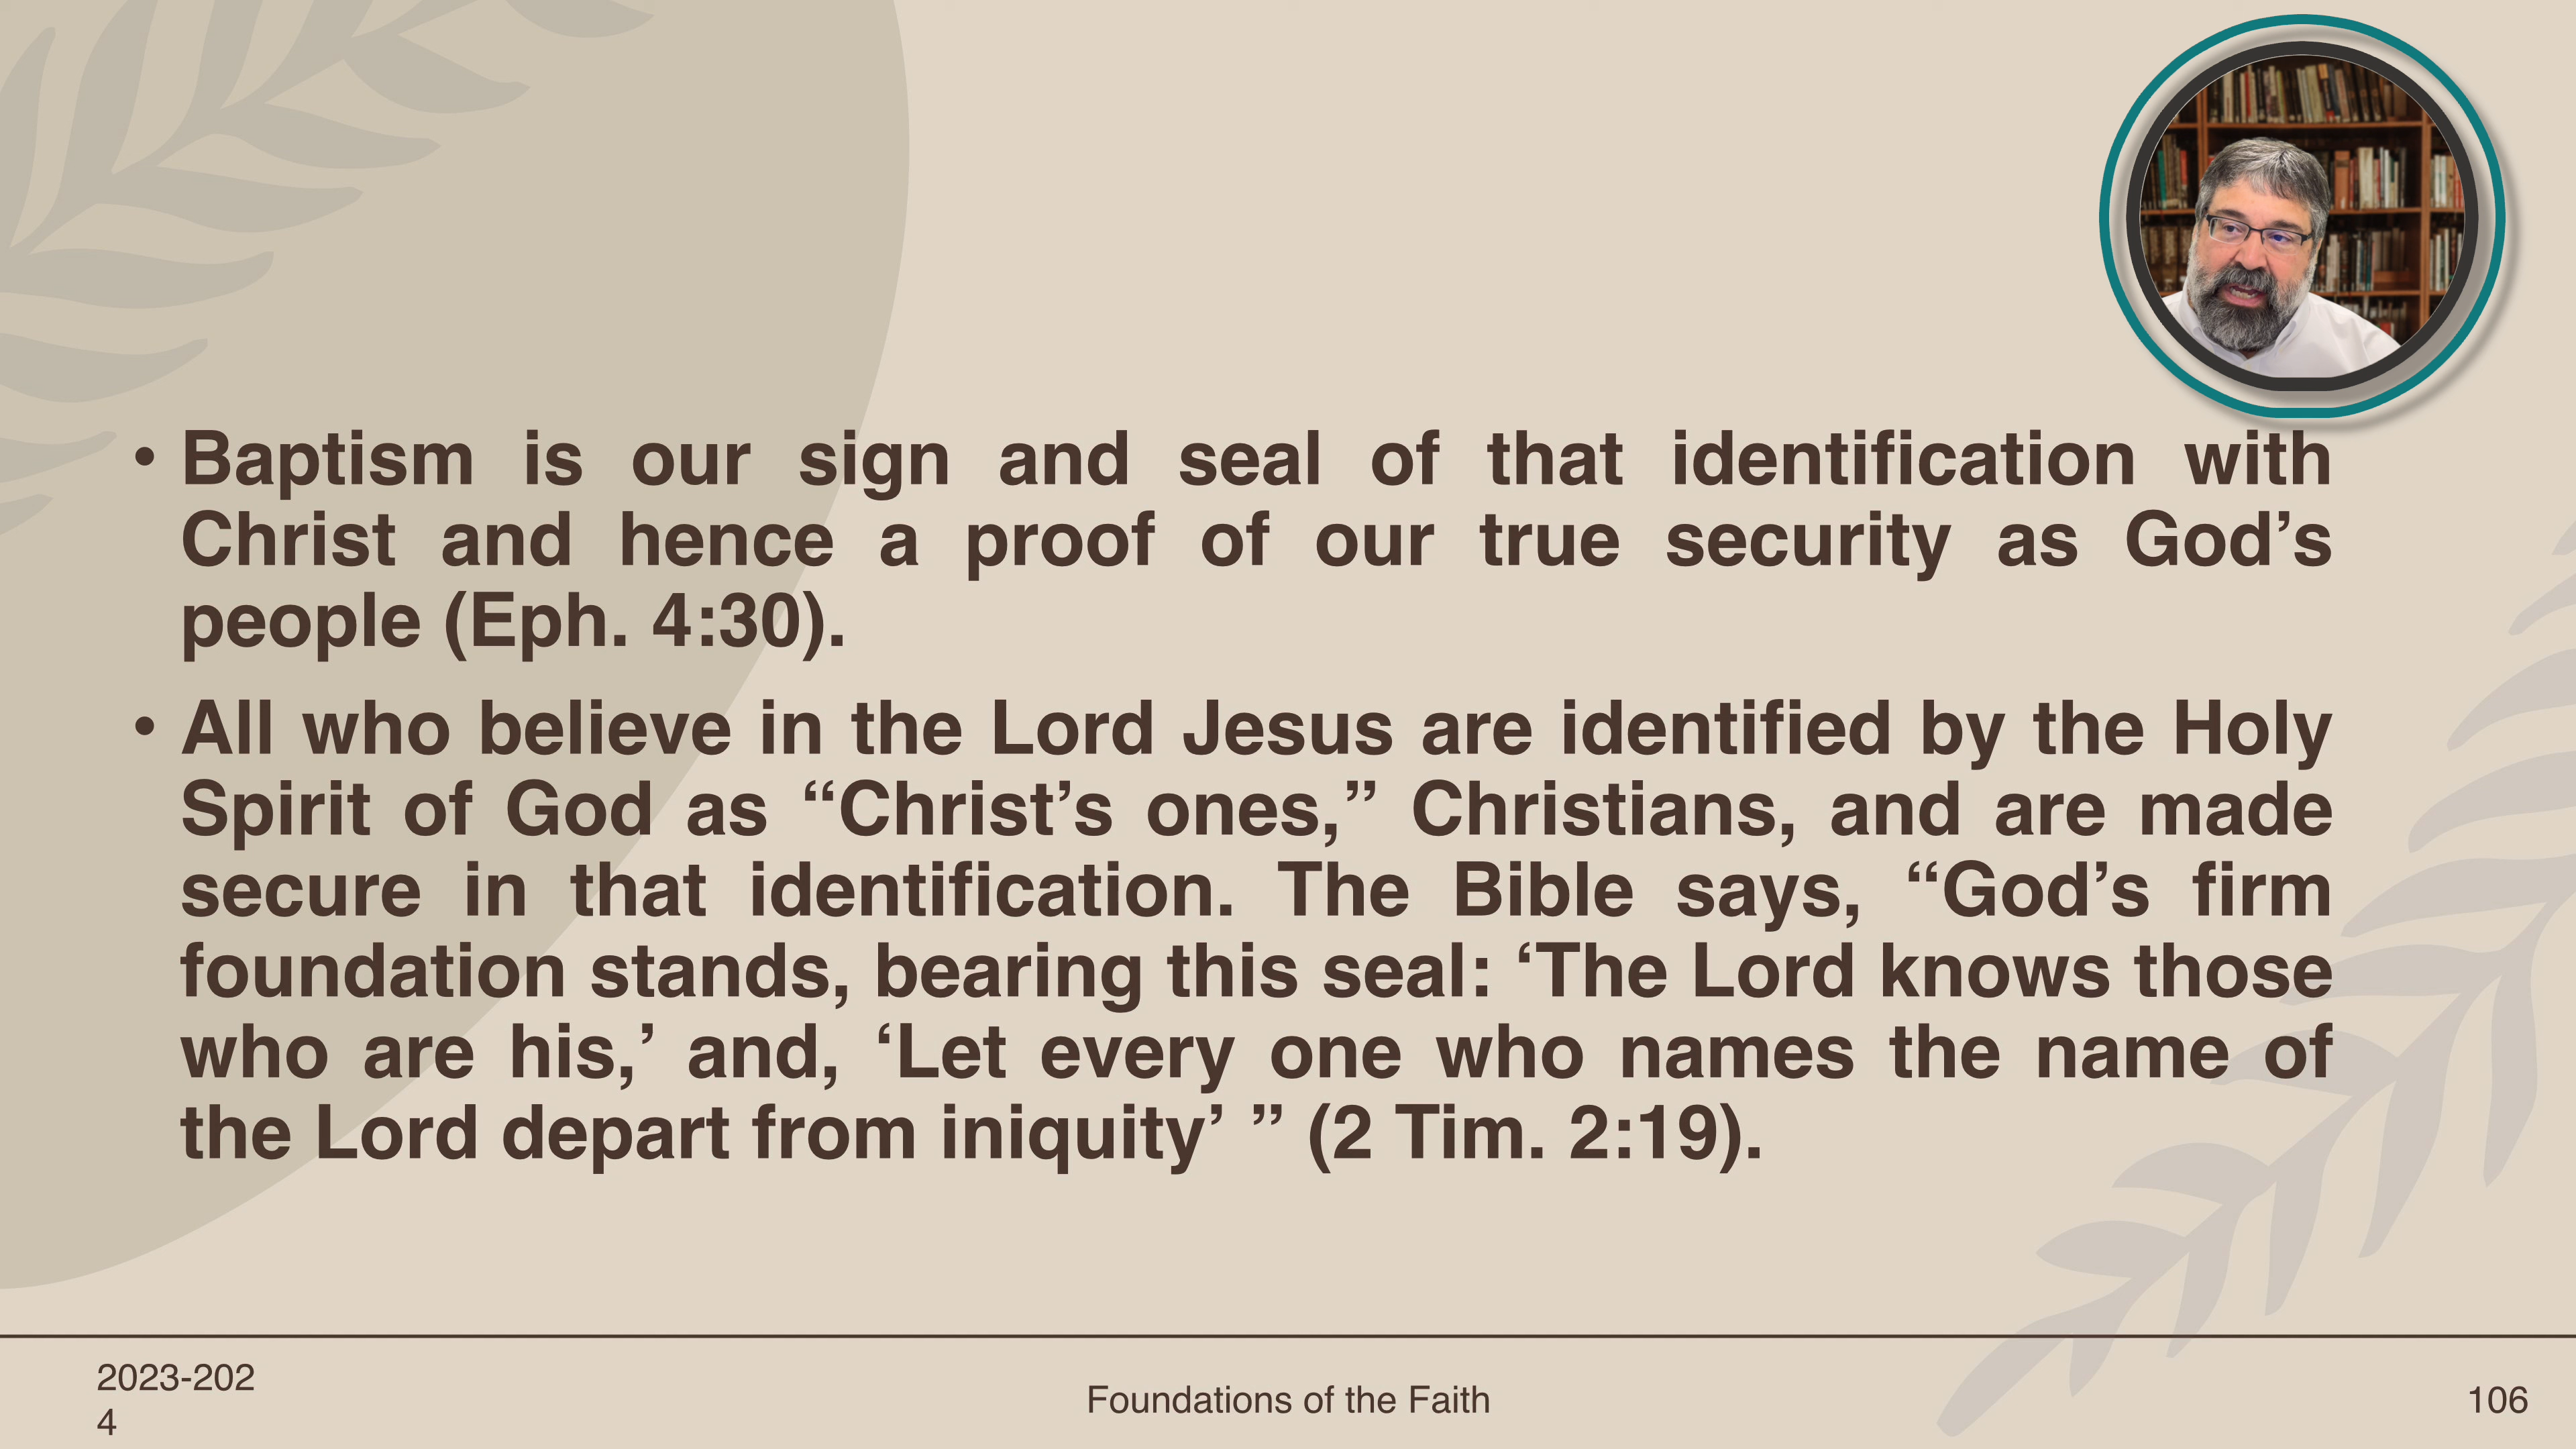 • Baptism is our sign and seal of that identification with
Christ and hence a proof of our true security as God’s
people (Eph. 4:30).
• All who believe in the Lord Jesus are identified by the Holy
Spirit of God as “Christ’s ones,” Christians, and are made
secure in that identification. The Bible says, “God’s firm
foundation stands, bearing this seal: ‘The Lord knows those
who are his,’ and, ‘Let every one who names the name of
the Lord depart from iniquity’ ” (2 Tim. 2:19).
2023-202
4
Foundations of the Faith
106